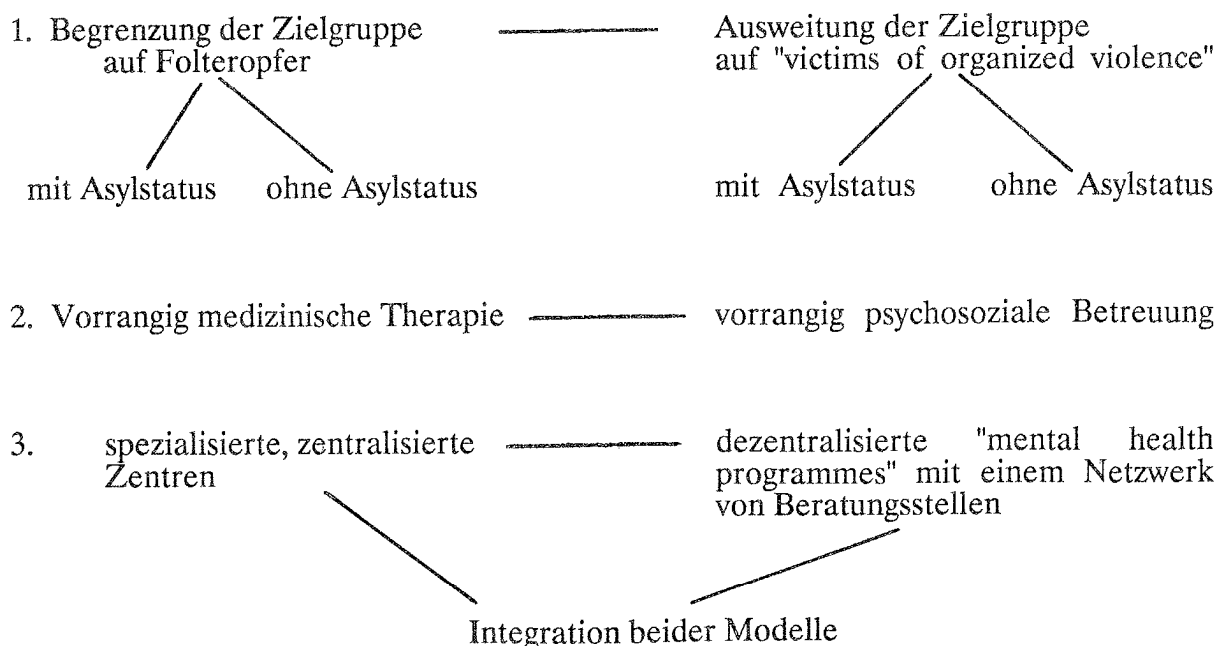 1. Begrenzung der Zielgruppe
auf Folteropfer
Ausweitung der Zielgruppe
auf "victims of organized violence"
mit Asylstatus
ohne Asylstatus
mit Asylstatus
ohne Asylstatus
2. Vorrangig medizinische Therapie
vorrangig psychosoziale Betreuung
3. spezialisierte, zentralisierte
Zentren
dezentralisierte "mental health
programmes" mit einem Netzwerk
von Beratungsstellen
Integration beider Modelle